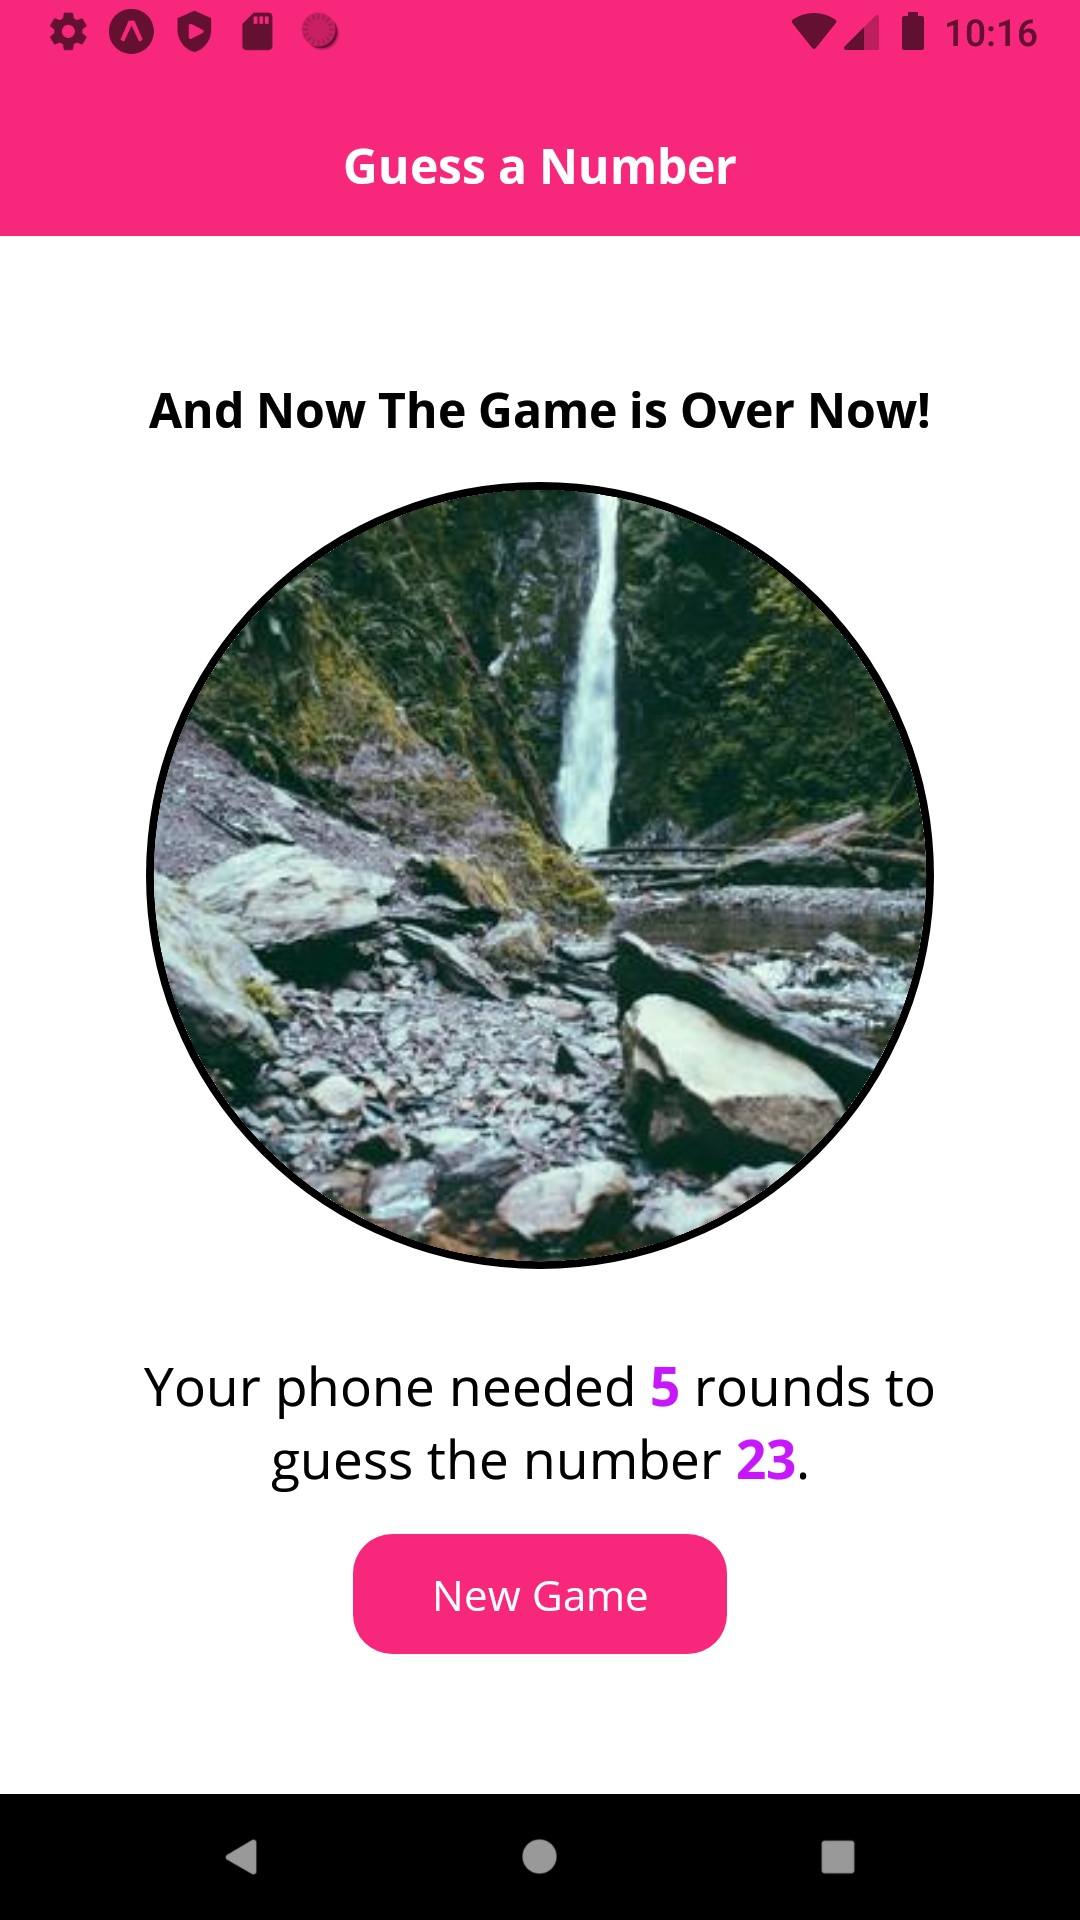 10:16
Guess a Number
And Now The Game is Over Now!
Your phone needed 5 rounds to
guess the number 23.
New Game